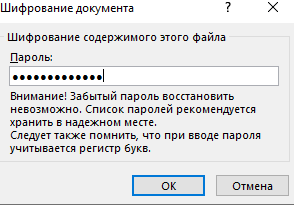 Шифрование документа
Шифрование содержимого этого файла
Пароль:
●●●●●●●●●●●●●
Внимание! Забытый пароль восстановить
невозможно. Список паролей рекомендуется
хранить в надежном месте.
Следует также помнить, что при вводе пароля
учитывается регистр букв.
ОК
Отмена